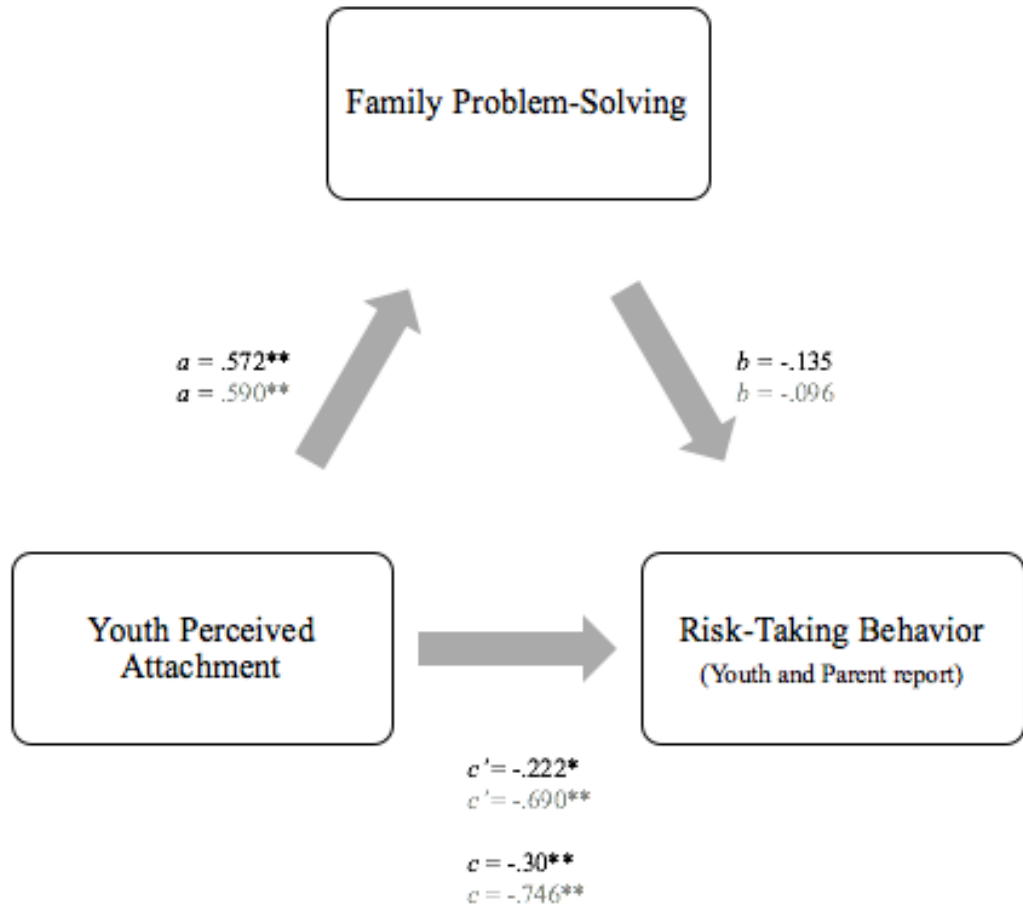 Family Problem-Solving
a = .572**
a = .590**
b = -.135
b = -.096
Youth Perceived
Attachment
Risk-Taking Behavior
(Youth and Parent report)
c’= -.222*
c’= -.690**
c = -.30**
c = -.746**